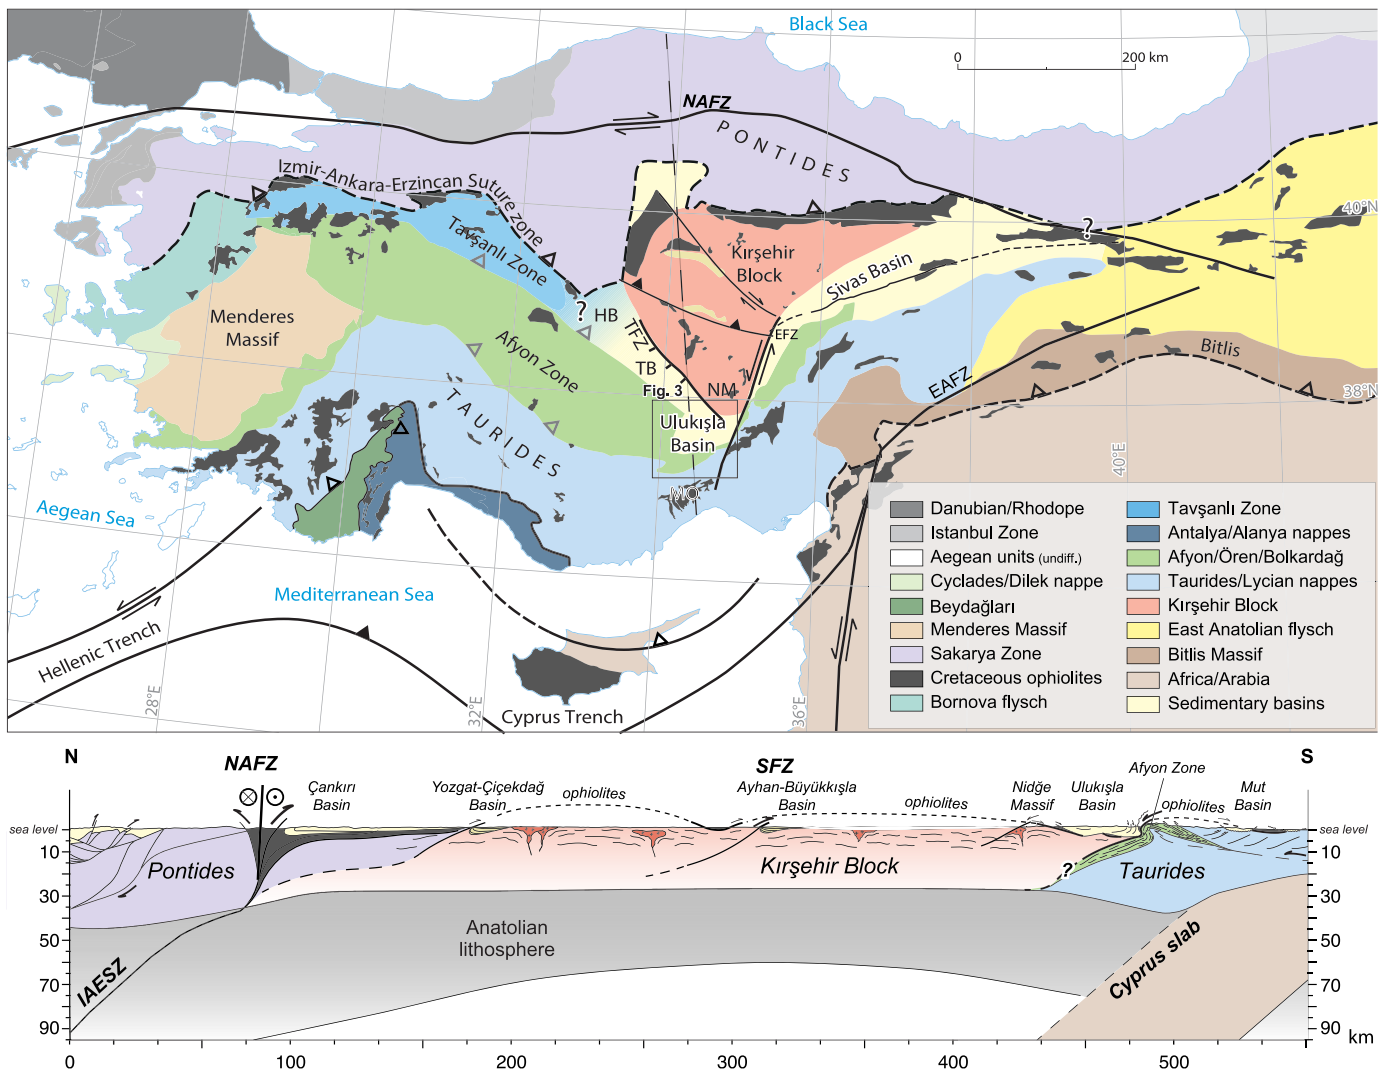 Black Sea
0
200 km
NAFZ
PONTIDES
Izmir-Ankara-Erzincan Suture zone
40°N
?
Tavşanlı Zone
Kırşehir
Block
Sivas Basin
?
HB
Menderes
Massif
TFZ
EFZ
Afyon Zone
TB
Bitlis
Fig. 3
NM
EAFZ
38°N
TAURIDES
Ulukışla
Basin
40°E
MO
Aegean Sea
Mediterranean Sea
Hellenic Trench
28°E
32°E
36°E
Cyprus Trench
Danubian/Rhodope
Istanbul Zone
Aegean units (undiff.)
Cyclades/Dilek nappe
Beydağları
Menderes Massif
Sakarya Zone
Cretaceous ophiolites
Bornova flysch
Tavşanlı Zone
Antalya/Alanya nappes
Afyon/Ören/Bolkardağ
Taurides/Lycian nappes
Kırşehir Block
East Anatolian flysch
Bitlis Massif
Africa/Arabia
Sedimentary basins
N
S
NAFZ
SFZ
Afyon Zone
Çankırı
Basin
Yozgat-Çiçekdağ
Basin
ophiolites
Ayhan-Büyükkışla
Basin
ophiolites
Nidğe
Massif
Ulukışla
Basin
ophiolites
Mut
Basin
sea level
sea level
10
10
Pontides
Kırşehir Block
?
Taurides
30
30
Anatolian
lithosphere
50
50
IAESZ
Cyprus slab
70
70
90
90
km
0
100
200
300
400
500